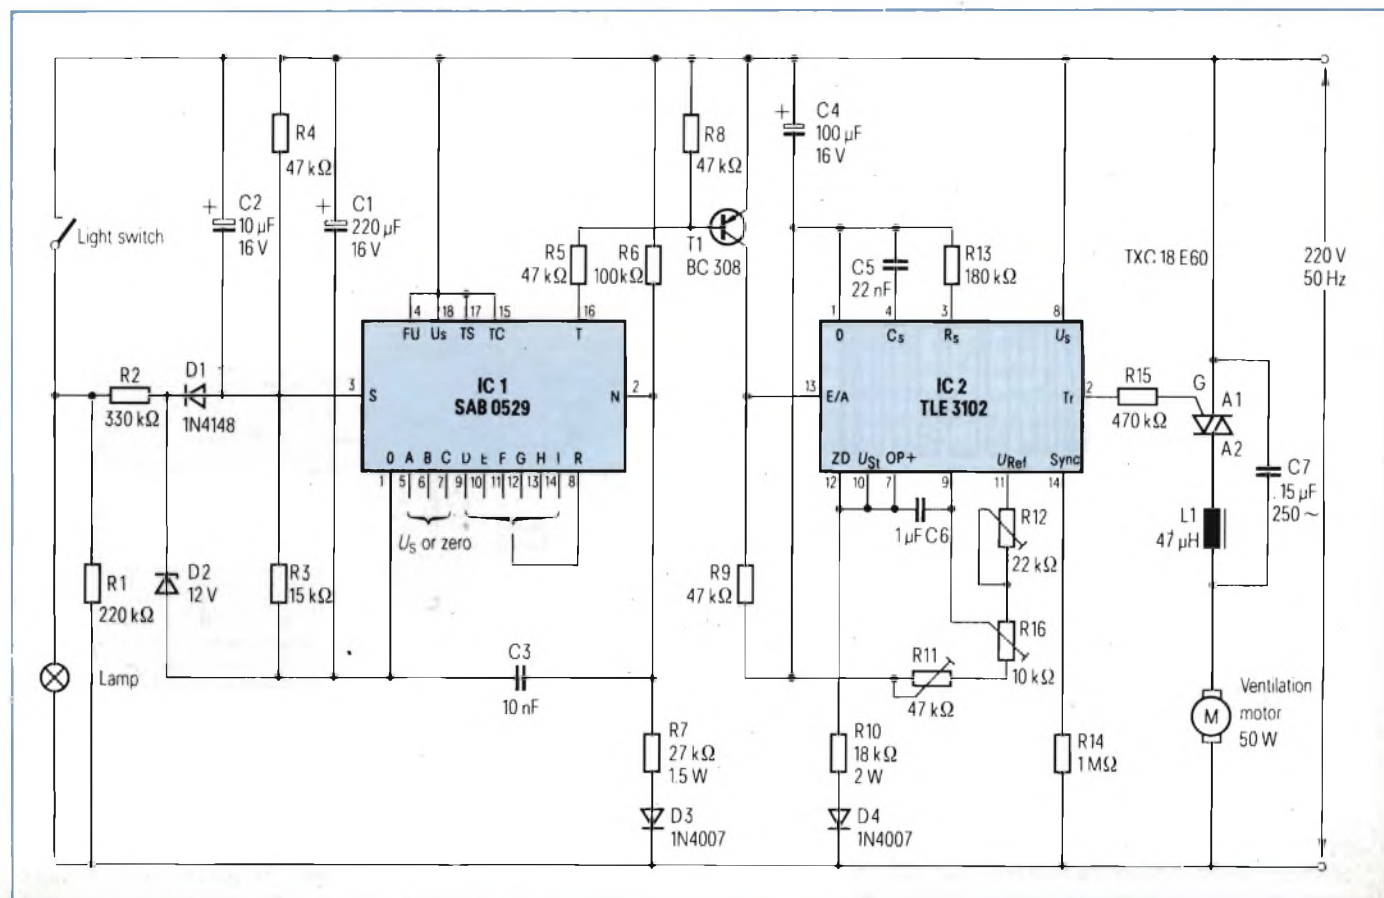 Light switch
R4
47 kΩ
C2
10 µF
16 V
+
C1
220 µF
16 V
+
R8
47 kΩ
C4
100 µF
16 V
+
T1
BC 308
R5
47 kΩ
R6
100 kΩ
C5
22 nF
R13
180 kΩ
TXC 18 E60
220 V
50 Hz
4
18
17
15
16
FU
Us
TS
TC
T
1
4
3
8
0
Cs
Rs
Us
R2
330 kΩ
D1
1N4148
3
S
IC 1
SAB 0529
N
2
13
E/A
IC 2
TLE 3102
Tr
2
R15
470 kΩ
G
A1
A2
0
A
B
C
D
E
F
G
H
I
R
1
5
6
7
9
10
11
12
13
14
8
US or zero
ZD
USt
OP+
URef
Sync
12
10
7
9
11
14
1 µF C6
C7
.15 µF
250 ~
L1
47 µH
R12
22 kΩ
R1
220 kΩ
D2
12 V
R3
15 kΩ
R9
47 kΩ
R16
10 kΩ
R11
47 kΩ
Lamp
C3
10 nF
Ventilation
motor
50 W
M
R7
27 kΩ
1.5 W
R10
18 kΩ
2 W
R14
1 MΩ
D3
1N4007
D4
1N4007